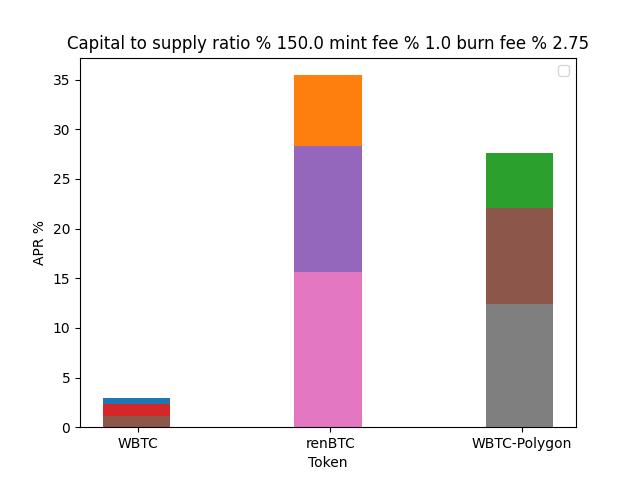 Capital to supply ratio % 150.0 mint fee % 1.0 burn fee % 2.75
35
30
25
20
15
10
5
0
APR %
WBTC renBTC WBTC-Polygon
Token